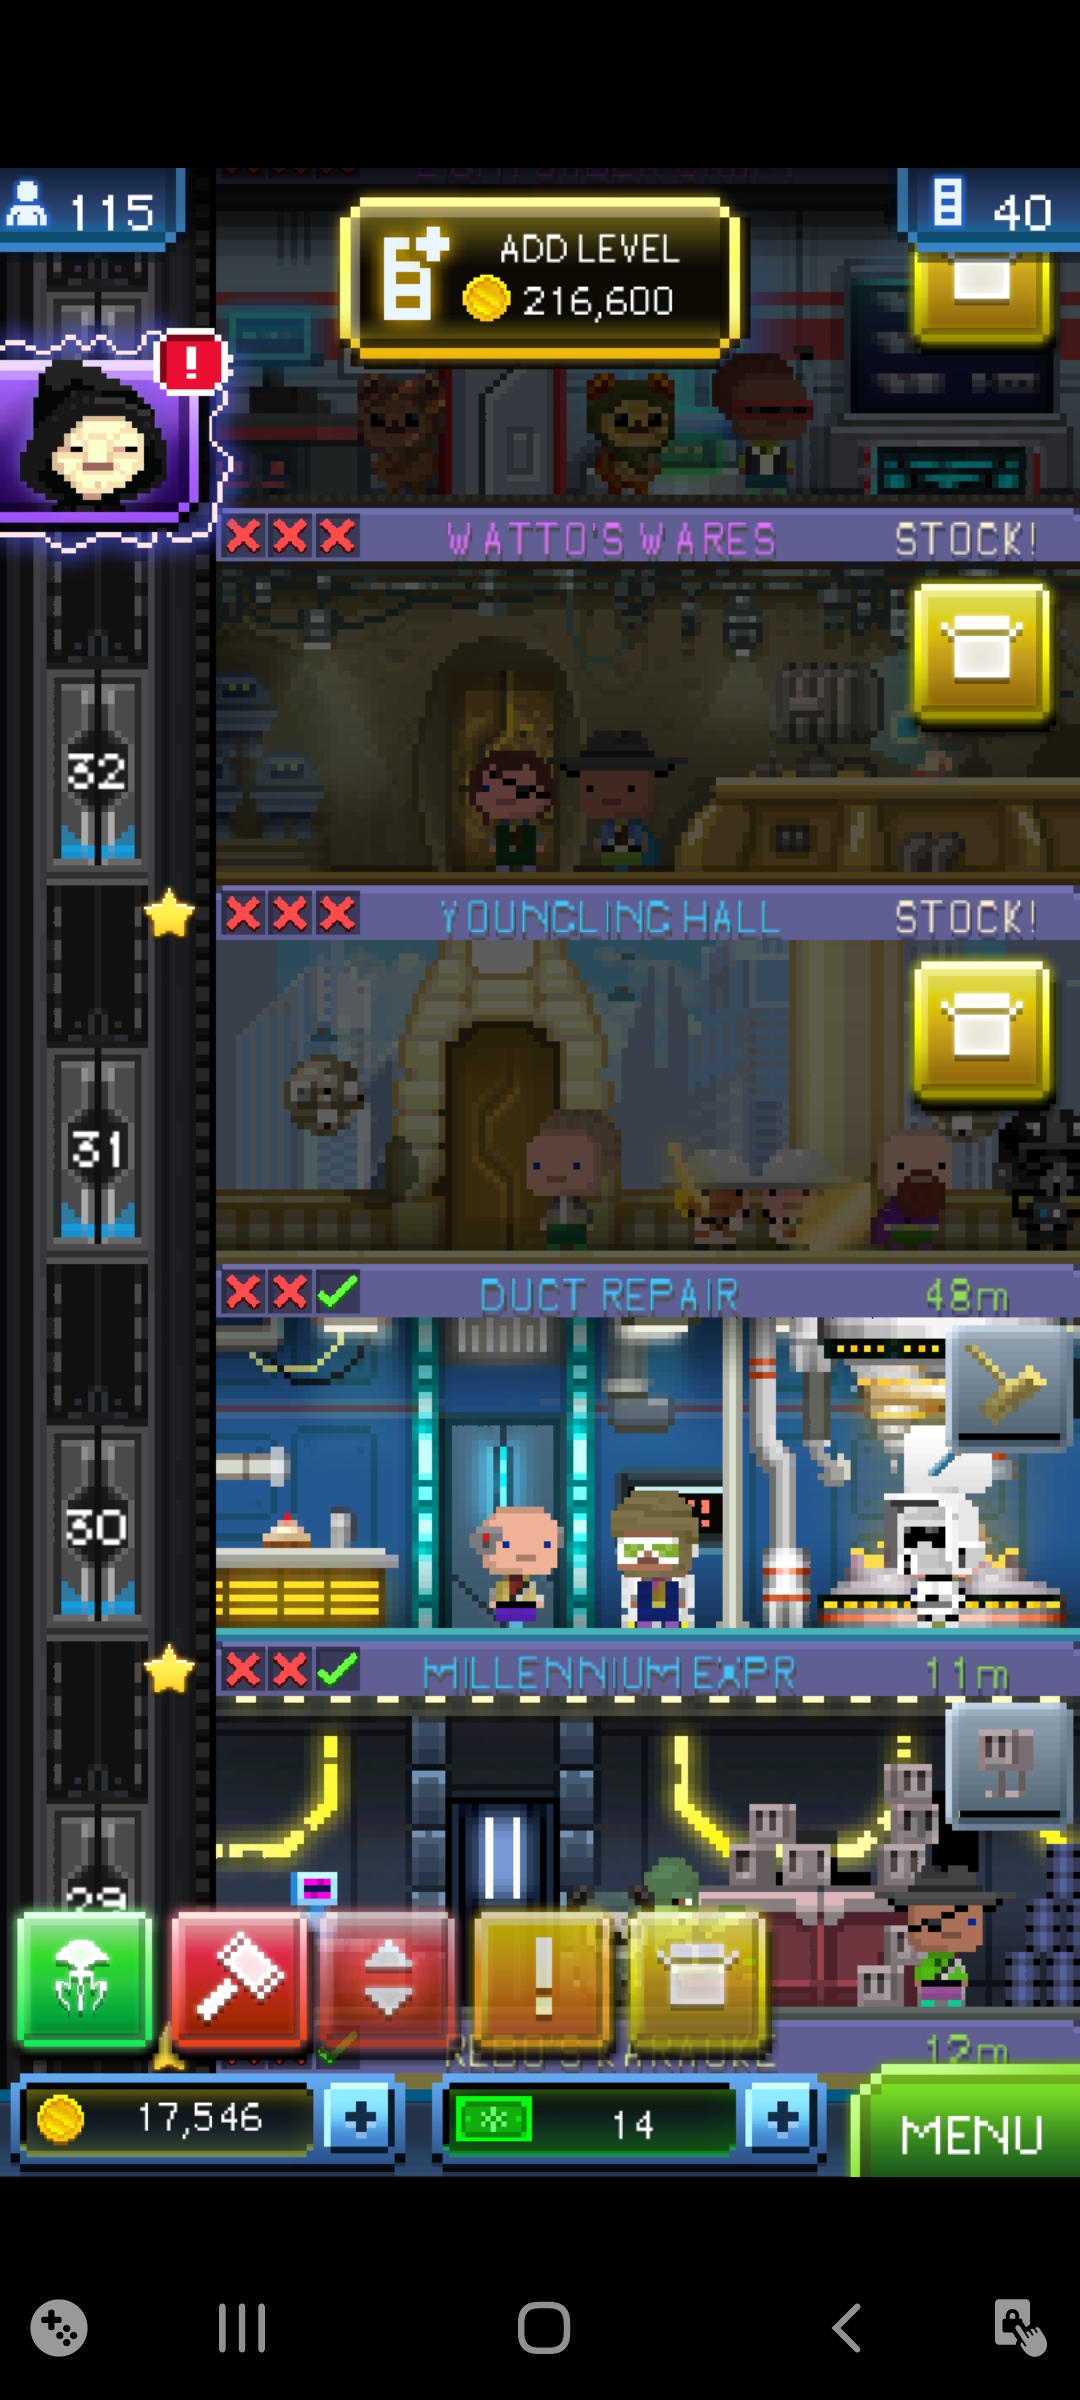 115
ADD LEVEL
216,600
40
!
WATTO'S WARES
STOCK!
32
YOUNGLING HALL
STOCK!
31
DUCT REPAIR
48m
30
MILLENNIUM EXPR
11m
29
!
REBO'S KARAOKE
12m
17,546
+
14
+
MENU